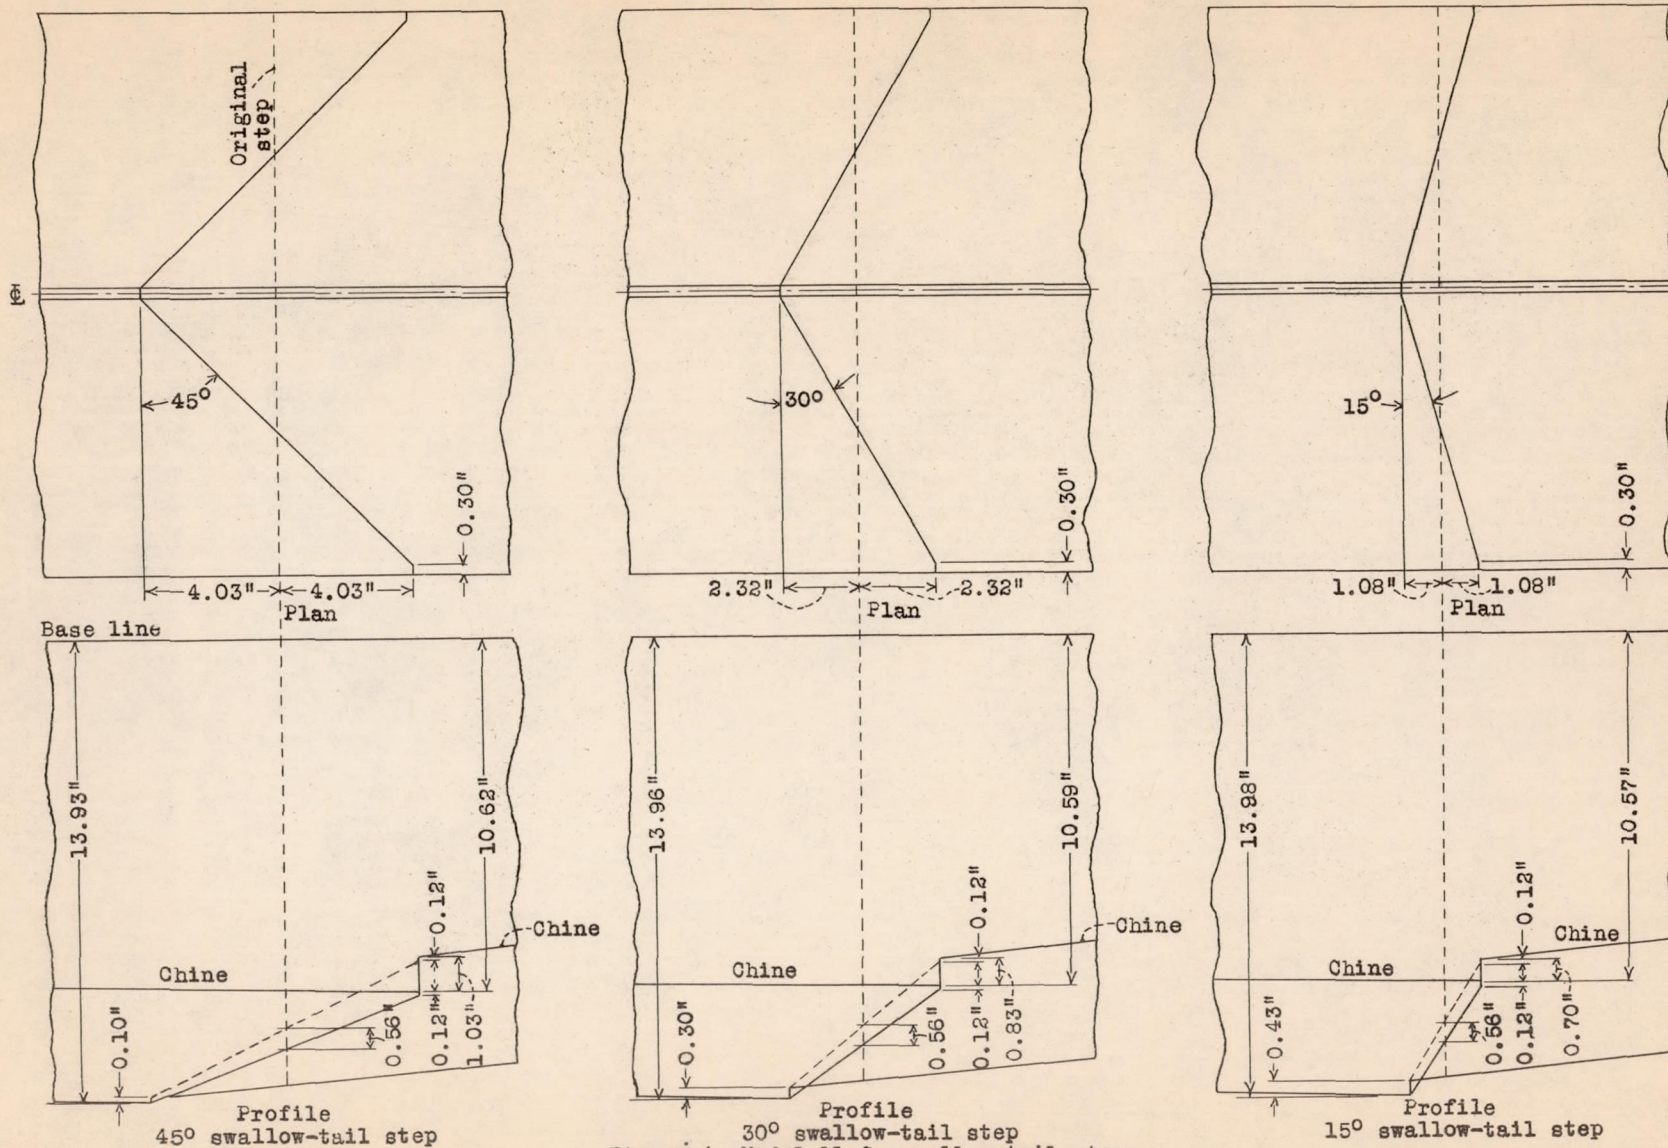 Original
step
45°
0.30"
4.03" 4.03"
Plan
30°
0.30"
2.32" 2.32"
Plan
15°
0.30"
1.08" 1.08"
Plan
Base line
13.93"
10.62"
0.12"
Chine
Chine
0.10"
0.56"
0.12"
1.03"
Profile
45° swallow-tail step
13.96"
10.59"
0.12"
Chine
Chine
0.30"
0.56"
0.12"
0.83"
Profile
30° swallow-tail step
13.98"
10.57"
0.12"
Chine
Chine
0.43"
0.56"
0.12"
0.70"
Profile
15° swallow-tail step